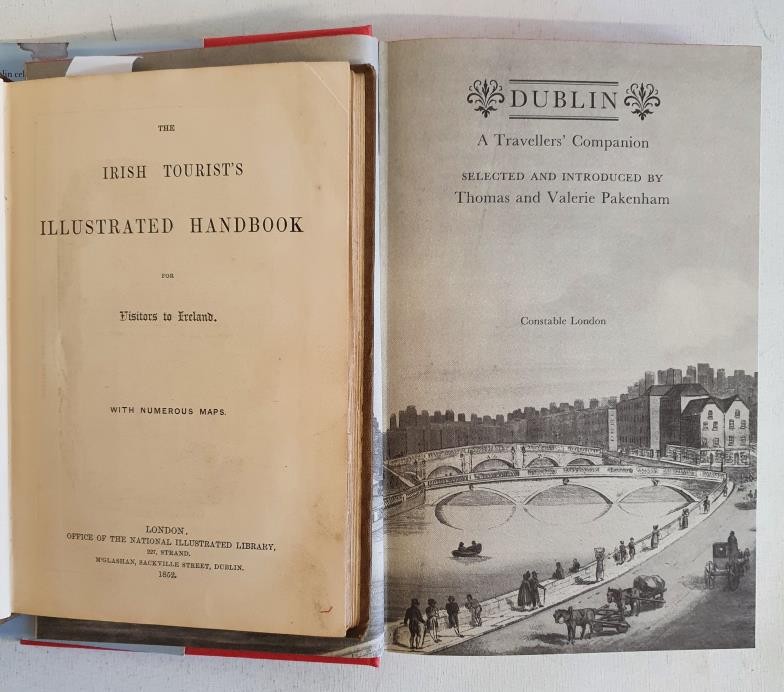 THE
IRISH TOURIST'S
ILLUSTRATED HANDBOOK
FOR
Visitors to Ireland.
WITH NUMEROUS MAPS.
LONDON,
OFFICE OF THE NATIONAL ILLUSTRATED LIBRARY,
227, STRAND.
M'GLASHAN, SACKVILLE STREET, DUBLIN.
1852.
DUBLIN
A Travellers' Companion
SELECTED AND INTRODUCED BY
Thomas and Valerie Pakenham
Constable London